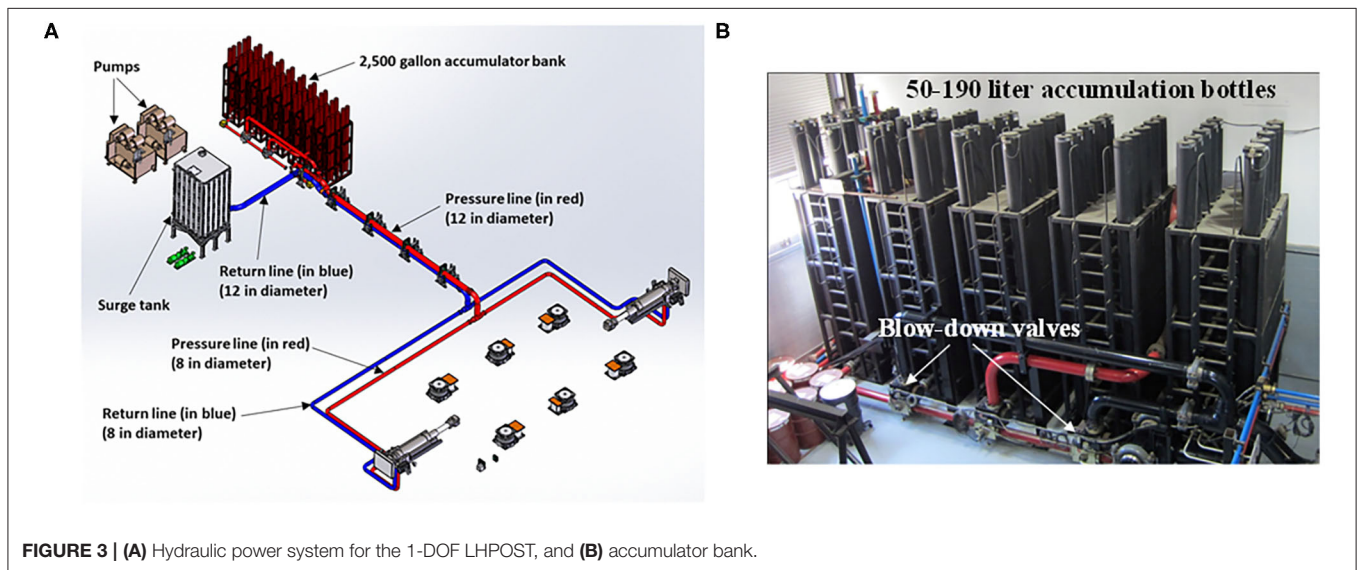 A
B
Pumps
2,500 gallon accumulator bank
Pressure line (in red)
(12 in diameter)
Return line (in blue)
(12 in diameter)
Surge tank
Pressure line (in red)
(8 in diameter)
Return line (in blue)
(8 in diameter)
50-190 liter accumulation bottles
Blow-down valves
FIGURE 3 | (A) Hydraulic power system for the 1-DOF LHPOST, and (B) accumulator bank.